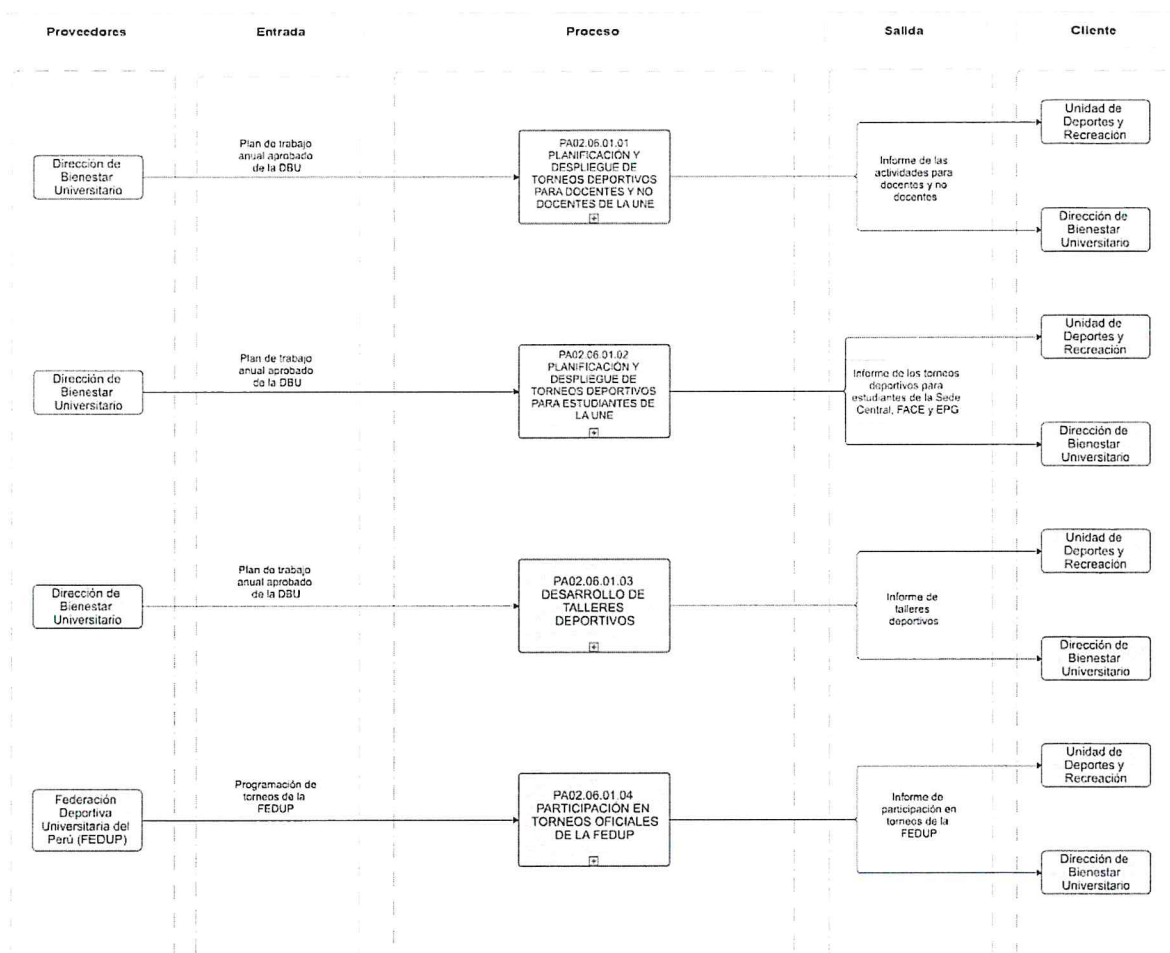 Proveedores
Entrada
Proceso
Salida
Cliente
Dirección de
Bienestar
Universitario
Plan de trabajo
anual aprobado
de la DBU
PA02.06.01.01
PLANIFICACIÓN Y
DESPLIEGUE DE
TORNEOS DEPORTIVOS
PARA DOCENTES Y NO
DOCENTES DE LA UNE
Informe de las
actividades para
docentes y no
docentes
Unidad de
Deportes y
Recreación
Dirección de
Bienestar
Universitario
Dirección de
Bienestar
Universitario
Plan de trabajo
anual aprobado
de la DBU
PA02.06.01.02
PLANIFICACIÓN Y
DESPLIEGUE DE
TORNEOS DEPORTIVOS
PARA ESTUDIANTES DE
LA UNE
Informe de los torneos
deportivos para
estudiantes de la Sede
Central, FACE y EPG
Unidad de
Deportes y
Recreación
Dirección de
Bienestar
Universitario
Dirección de
Bienestar
Universitario
Plan de trabajo
anual aprobado
de la DBU
PA02.06.01.03
DESARROLLO DE
TALLERES
DEPORTIVOS
Informe de
talleres
deportivos
Unidad de
Deportes y
Recreación
Dirección de
Bienestar
Universitario
Federación
Deportiva
Universitaria del
Perú (FEDUP)
Programación de
torneos de la
FEDUP
PA02.06.01.04
PARTICIPACIÓN EN
TORNEOS OFICIALES
DE LA FEDUP
Informe de
participación en
torneos de la
FEDUP
Unidad de
Deportes y
Recreación
Dirección de
Bienestar
Universitario